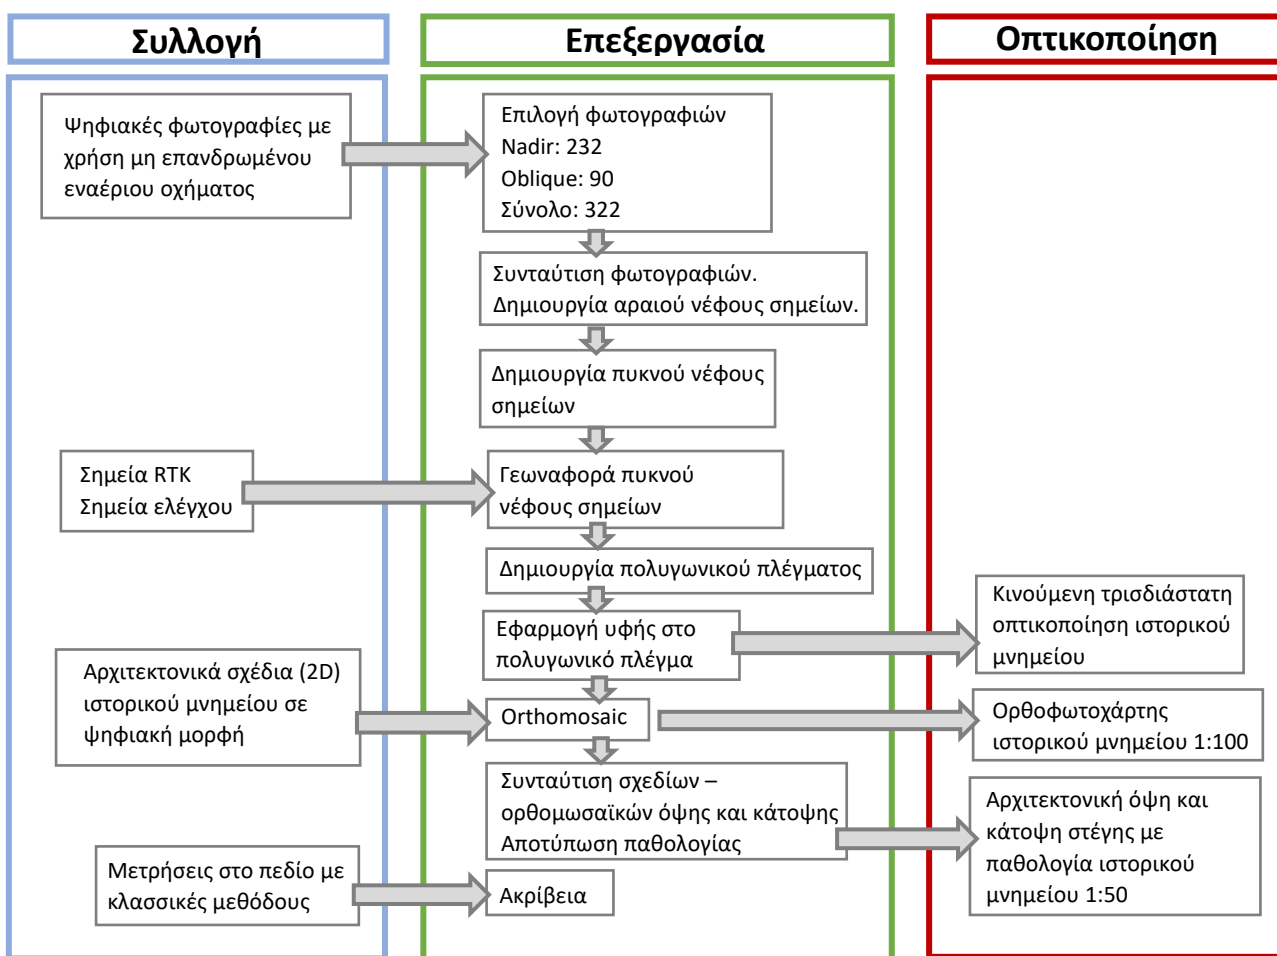 Συλλογή
Ψηφιακές φωτογραφίες με
χρήση μη επανδρωμένου
εναέριου οχήματος
Σημεία RTK
Σημεία ελέγχου
Αρχιτεκτονικά σχέδια (2D)
ιστορικού μνημείου σε
ψηφιακή μορφή
Μετρήσεις στο πεδίο με
κλασσικές μεθόδους
Επεξεργασία
Επιλογή φωτογραφιών
Nadir: 232
Oblique: 90
Σύνολο: 322
Συνταύτιση φωτογραφιών.
Δημιουργία αραιού νέφους σημείων.
Δημιουργία πυκνού νέφους
σημείων
Γεωναφορά πυκνού
νέφους σημείων
Δημιουργία πολυγωνικού πλέγματος
Εφαρμογή υφής στο
πολυγωνικό πλέγμα
Orthomosaic
Συνταύτιση σχεδίων –
ορθομωσαϊκών όψης και κάτοψης
Αποτύπωση παθολογίας
Ακρίβεια
Οπτικοποίηση
Κινούμενη τρισδιάστατη
οπτικοποίηση ιστορικού
μνημείου
Ορθοφωτοχάρτης
ιστορικού μνημείου 1:100
Αρχιτεκτονική όψη και
κάτοψη στέγης με
παθολογία ιστορικού
μνημείου 1:50